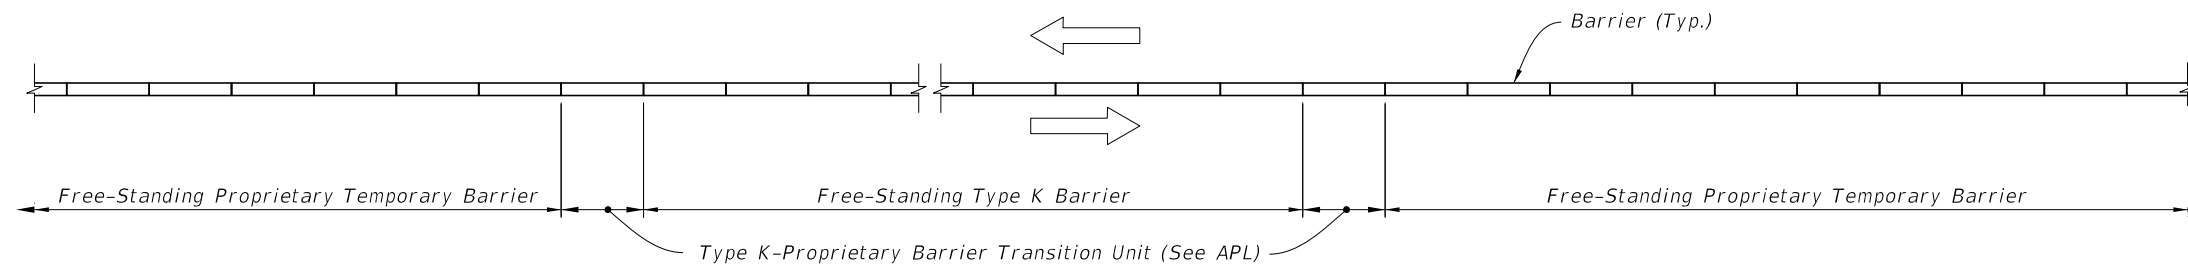 Barrier (Typ.)
Free-Standing Proprietary Temporary Barrier
Free-Standing Type K Barrier
Free-Standing Proprietary Temporary Barrier
Type K-Proprietary Barrier Transition Unit (See APL)